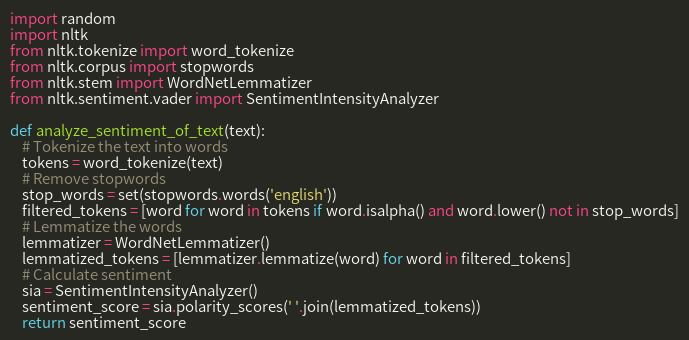 import random
import nltk
from nltk.tokenize import word_tokenize
from nltk.corpus import stopwords
from nltk.stem import WordNetLemmatizer
from nltk.sentiment.vader import SentimentIntensityAnalyzer

def analyze_sentiment_of_text(text):
    # Tokenize the text into words
    tokens = word_tokenize(text)
    # Remove stopwords
    stop_words = set(stopwords.words('english'))
    filtered_tokens = [word for word in tokens if word.isalpha() and word.lower() not in stop_words]
    # Lemmatize the words
    lemmatizer = WordNetLemmatizer()
    lemmatized_tokens = [lemmatizer.lemmatize(word) for word in filtered_tokens]
    # Calculate sentiment
    sia = SentimentIntensityAnalyzer()
    sentiment_score = sia.polarity_scores(' '.join(lemmatized_tokens))
    return sentiment_score